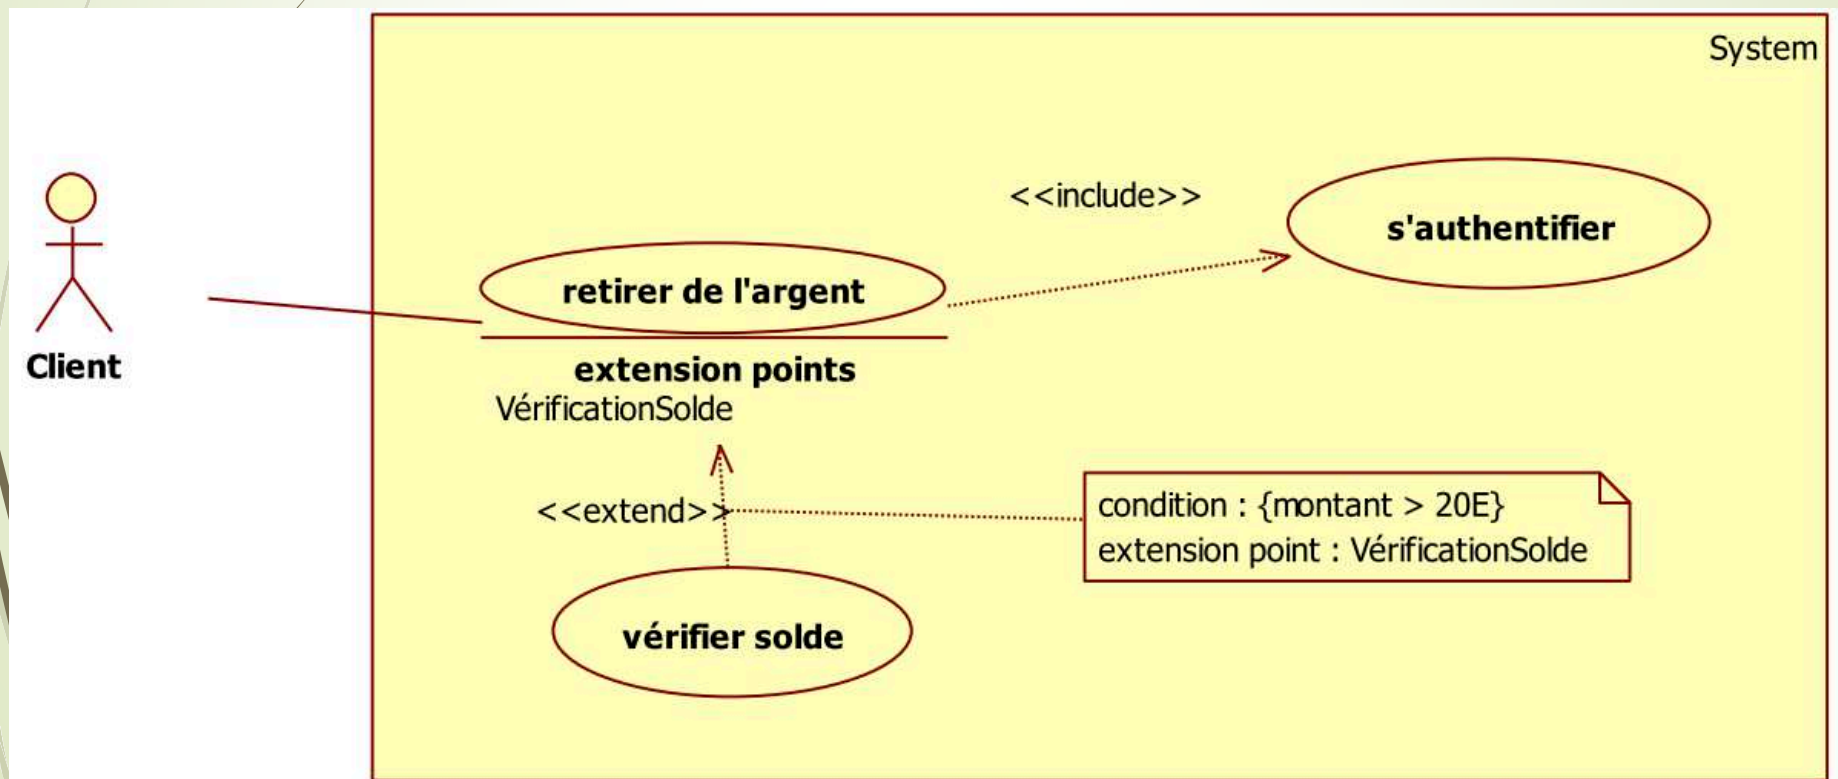 System
<<include>>
s'authentifier
retirer de l'argent
Client
extension points
VérificationSolde
<<extend>>
condition : {montant > 20E}
extension point : VérificationSolde
vérifier solde